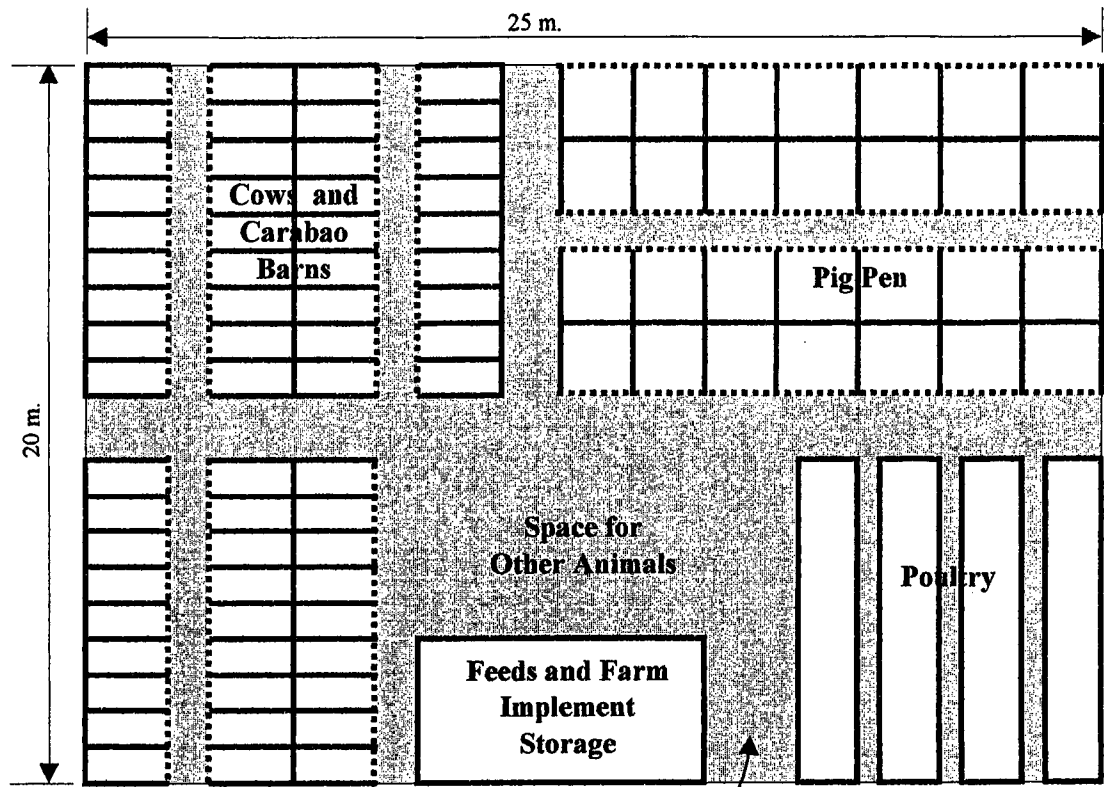 25 m.
20 m.
Cows and
Carabao
Barns
Pig Pen
Space for
Other Animals
Poultry
Feeds and Farm
Implement
Storage